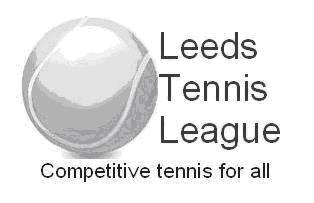 Leeds
Tennis
League
Competitive tennis for all